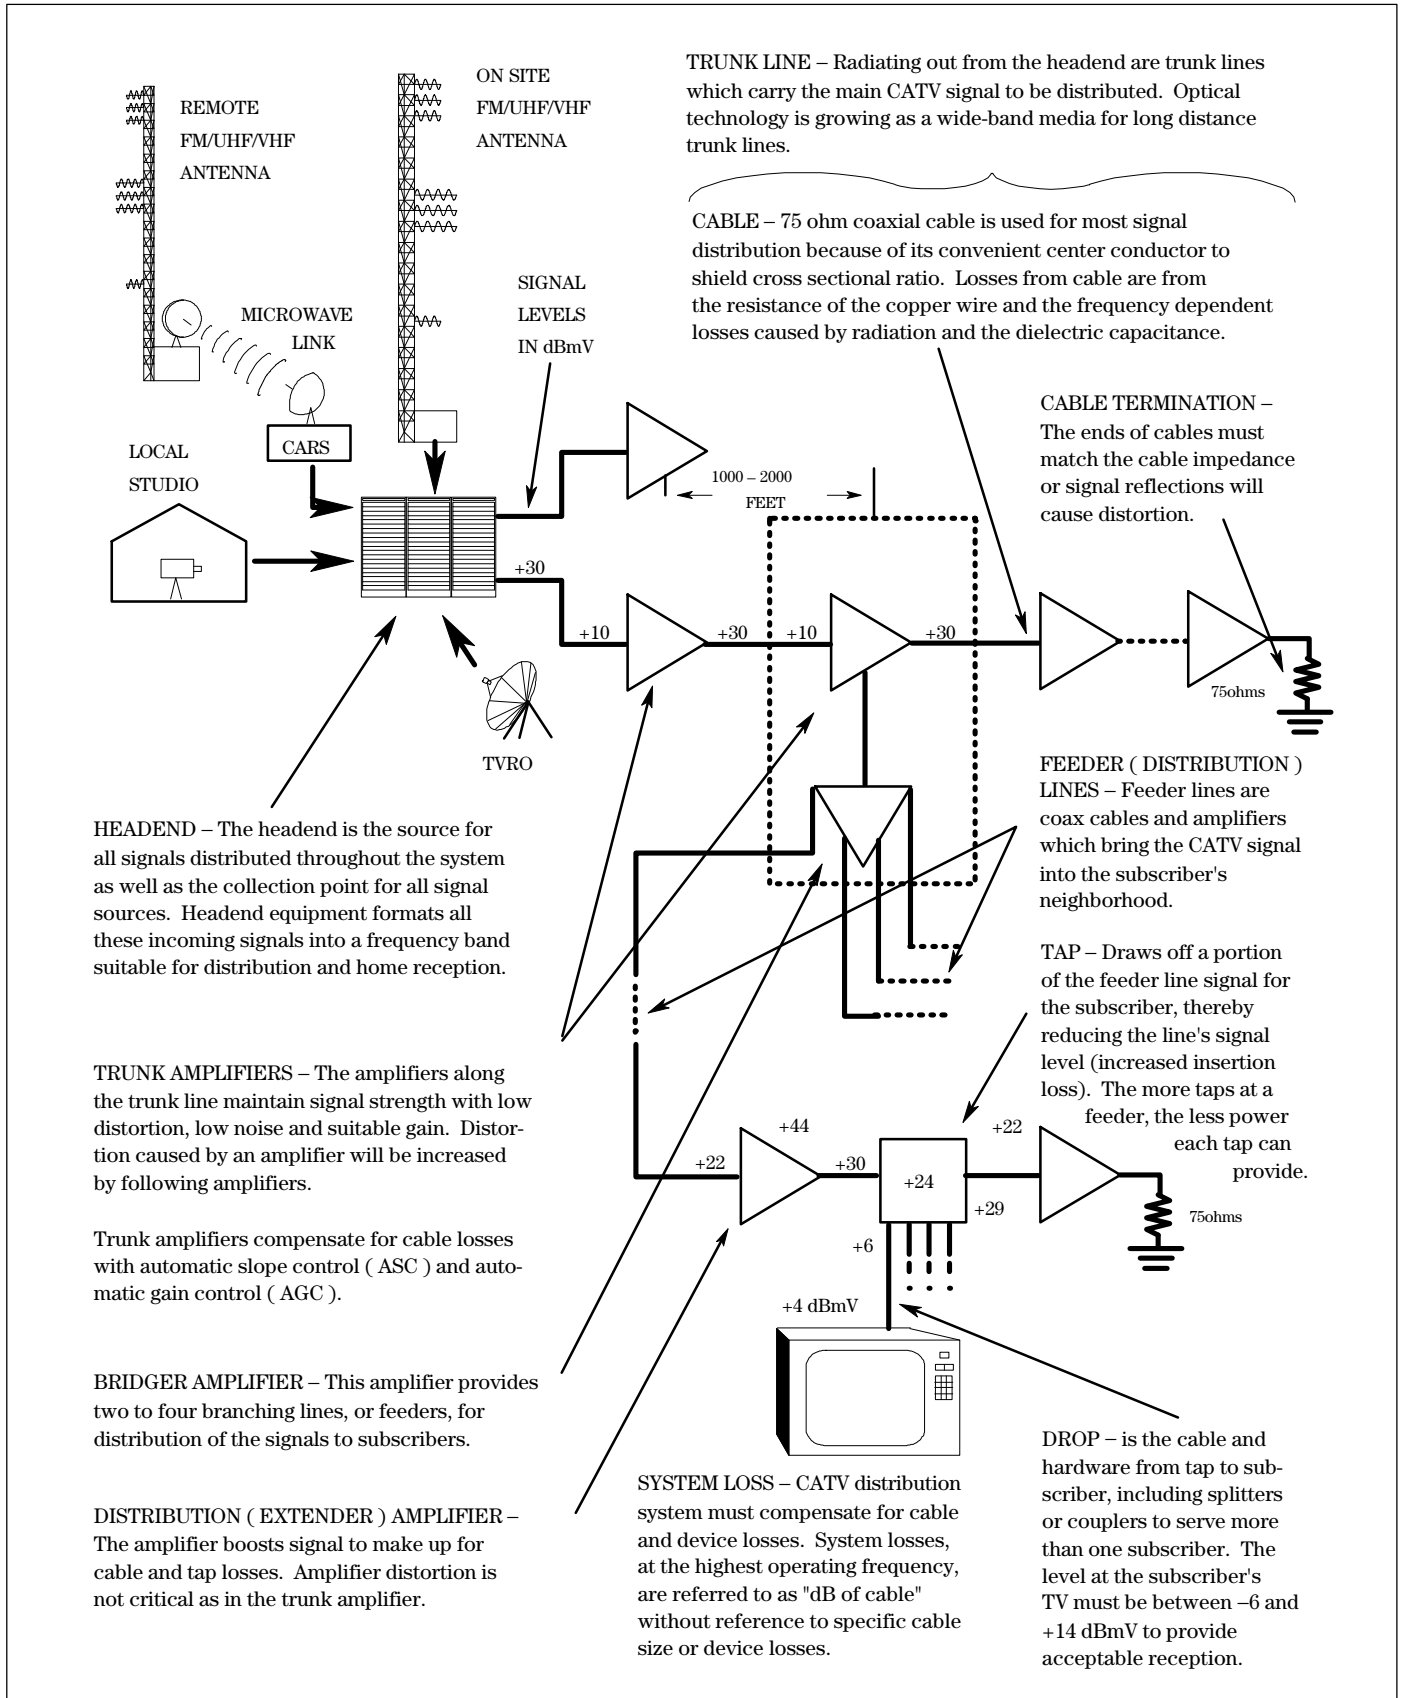 REMOTE
FM/UHF/VHF
ANTENNA
ON SITE
FM/UHF/VHF
ANTENNA
TRUNK LINE – Radiating out from the headend are trunk lines
which carry the main CATV signal to be distributed. Optical
technology is growing as a wide-band media for long distance
trunk lines.
CABLE – 75 ohm coaxial cable is used for most signal
distribution because of its convenient center conductor to
shield cross sectional ratio. Losses from cable are from
the resistance of the copper wire and the frequency dependent
losses caused by radiation and the dielectric capacitance.
SIGNAL
LEVELS
IN dBmV
MICROWAVE
LINK
CABLE TERMINATION –
The ends of cables must
match the cable impedance
or signal reflections will
cause distortion.
CARS
LOCAL
STUDIO
1000 – 2000
FEET
+30
+10
+30
+10
+30
75ohms
TVRO
FEEDER ( DISTRIBUTION )
LINES – Feeder lines are
coax cables and amplifiers
which bring the CATV signal
into the subscriber's
neighborhood.
HEADEND – The headend is the source for
all signals distributed throughout the system
as well as the collection point for all signal
sources. Headend equipment formats all
these incoming signals into a frequency band
suitable for distribution and home reception.
TAP – Draws off a portion
of the feeder line signal for
the subscriber, thereby
reducing the line's signal
level (increased insertion
loss). The more taps at a
feeder, the less power
each tap can
provide.
TRUNK AMPLIFIERS – The amplifiers along
the trunk line maintain signal strength with low
distortion, low noise and suitable gain. Distor-
tion caused by an amplifier will be increased
by following amplifiers.
Trunk amplifiers compensate for cable losses
with automatic slope control ( ASC ) and auto-
matic gain control ( AGC ).
+44
+22
+22
+30
+24
+29
75ohms
+6
+4 dBmV
BRIDGER AMPLIFIER – This amplifier provides
two to four branching lines, or feeders, for
distribution of the signals to subscribers.
DISTRIBUTION ( EXTENDER ) AMPLIFIER –
The amplifier boosts signal to make up for
cable and tap losses. Amplifier distortion is
not critical as in the trunk amplifier.
SYSTEM LOSS – CATV distribution
system must compensate for cable
and device losses. System losses,
at the highest operating frequency,
are referred to as "dB of cable"
without reference to specific cable
size or device losses.
DROP – is the cable and
hardware from tap to sub-
scriber, including splitters
or couplers to serve more
than one subscriber. The
level at the subscriber's
TV must be between –6 and
+14 dBmV to provide
acceptable reception.